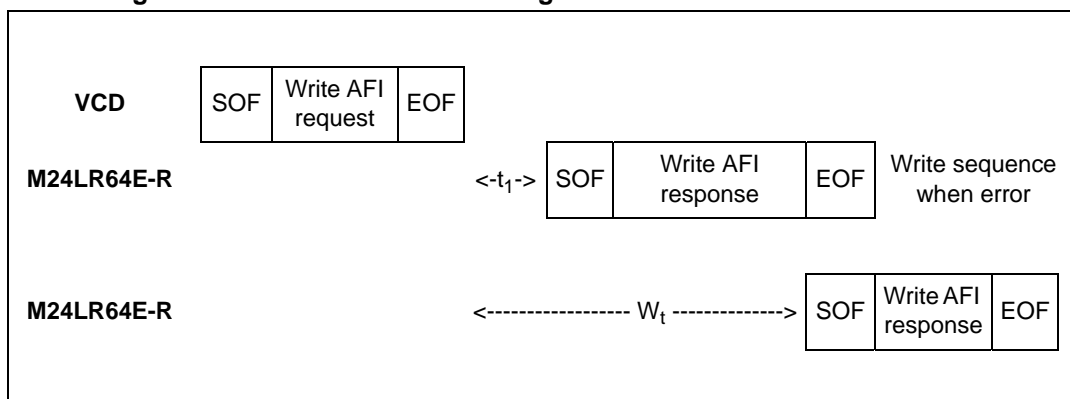 VCD SOF Write AFI request EOF
M24LR64E-R <-t1-> SOF Write AFI response EOF Write sequence when error
M24LR64E-R <------------------ Wt --------------> SOF Write AFI response EOF